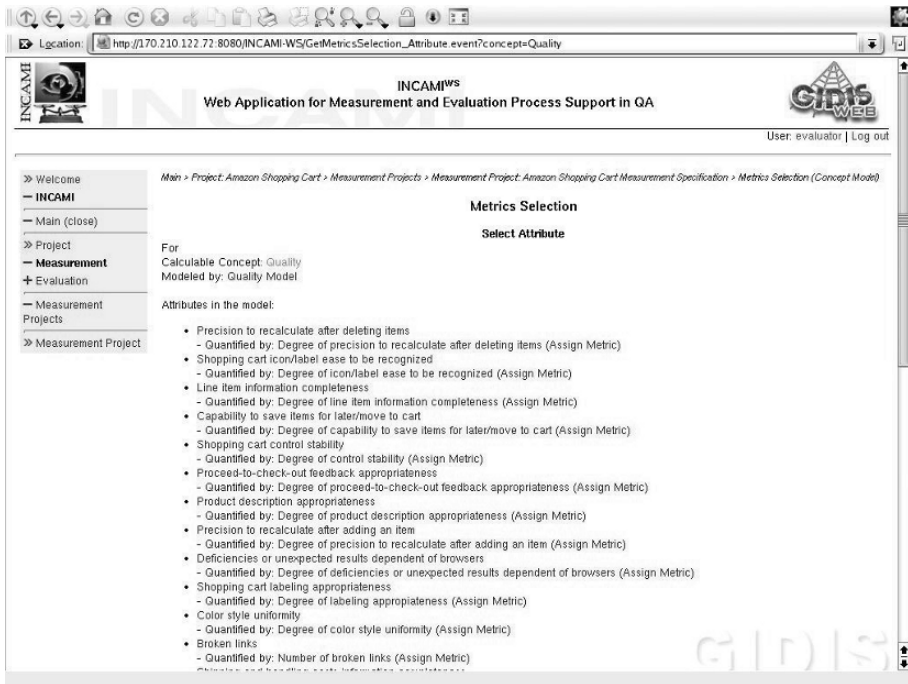 Location: http://170.210.122.72:8080/INCAMI-WS/GetMetricsSelection_Attribute.event?concept=Quality
INCAMI
INCAMI
INCAMIWS
Web Application for Measurement and Evaluation Process Support in QA
GIDIS
WEB
User: evaluator | Log out
» Welcome
– INCAMI
– Main (close)
» Project
– Measurement
+ Evaluation
– Measurement
Projects
» Measurement Project
Main > Project: Amazon Shopping Cart > Measurement Projects > Measurement Project: Amazon Shopping Cart Measurement Specification > Metrics Selection (Concept Model)
Metrics Selection
Select Attribute
For
Calculable Concept: Quality
Modeled by: Quality Model
Attributes in the model:
• Precision to recalculate after deleting items
- Quantified by: Degree of precision to recalculate after deleting items (Assign Metric)
• Shopping cart icon/label ease to be recognized
- Quantified by: Degree of icon/label ease to be recognized (Assign Metric)
• Line item information completeness
- Quantified by: Degree of line item information completeness (Assign Metric)
• Capability to save items for later/move to cart
- Quantified by: Degree of capability to save items for later/move to cart (Assign Metric)
• Shopping cart control stability
- Quantified by: Degree of control stability (Assign Metric)
• Proceed-to-check-out feedback appropriateness
- Quantified by: Degree of proceed-to-check-out feedback appropriateness (Assign Metric)
• Product description appropriateness
- Quantified by: Degree of product description appropriateness (Assign Metric)
• Precision to recalculate after adding an item
- Quantified by: Degree of precision to recalculate after adding an item (Assign Metric)
• Deficiencies or unexpected results dependent of browsers
- Quantified by: Degree of deficiencies or unexpected results dependent of browsers (Assign Metric)
• Shopping cart labeling appropriateness
- Quantified by: Degree of labeling appropiateness (Assign Metric)
• Color style uniformity
- Quantified by: Degree of color style uniformity (Assign Metric)
• Broken links
- Quantified by: Number of broken links (Assign Metric)
GIDIS